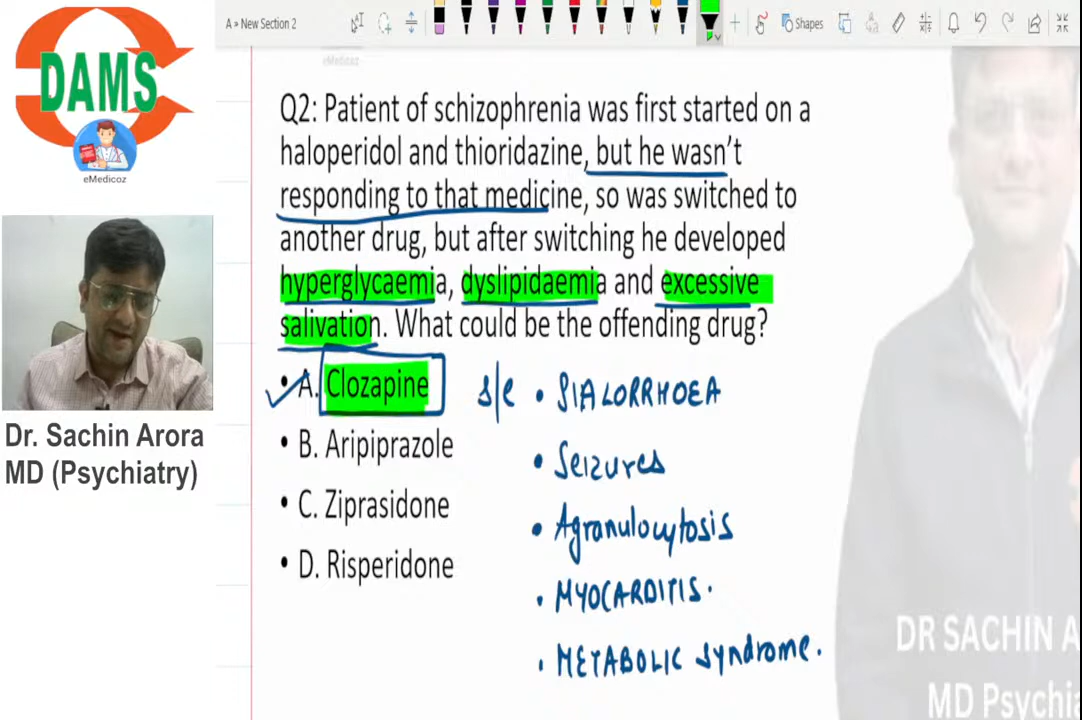 A » New Section 2
Shapes
DAMS
eMedicoz
eMedicoz
Q2: Patient of schizophrenia was first started on a
haloperidol and thioridazine, but he wasn't
responding to that medicine, so was switched to
another drug, but after switching he developed
hyperglycaemia, dyslipidaemia and excessive
salivation. What could be the offending drug?
• A. Clozapine
• B. Aripiprazole
• C. Ziprasidone
• D. Risperidone
s/e • SIALORRHOEA
• Seizures
• Agranulocytosis
• MYOCARDITIS.
• METABOLIC syndrome.
Dr. Sachin Arora
MD (Psychiatry)
DR SACHIN A
MD Psychia